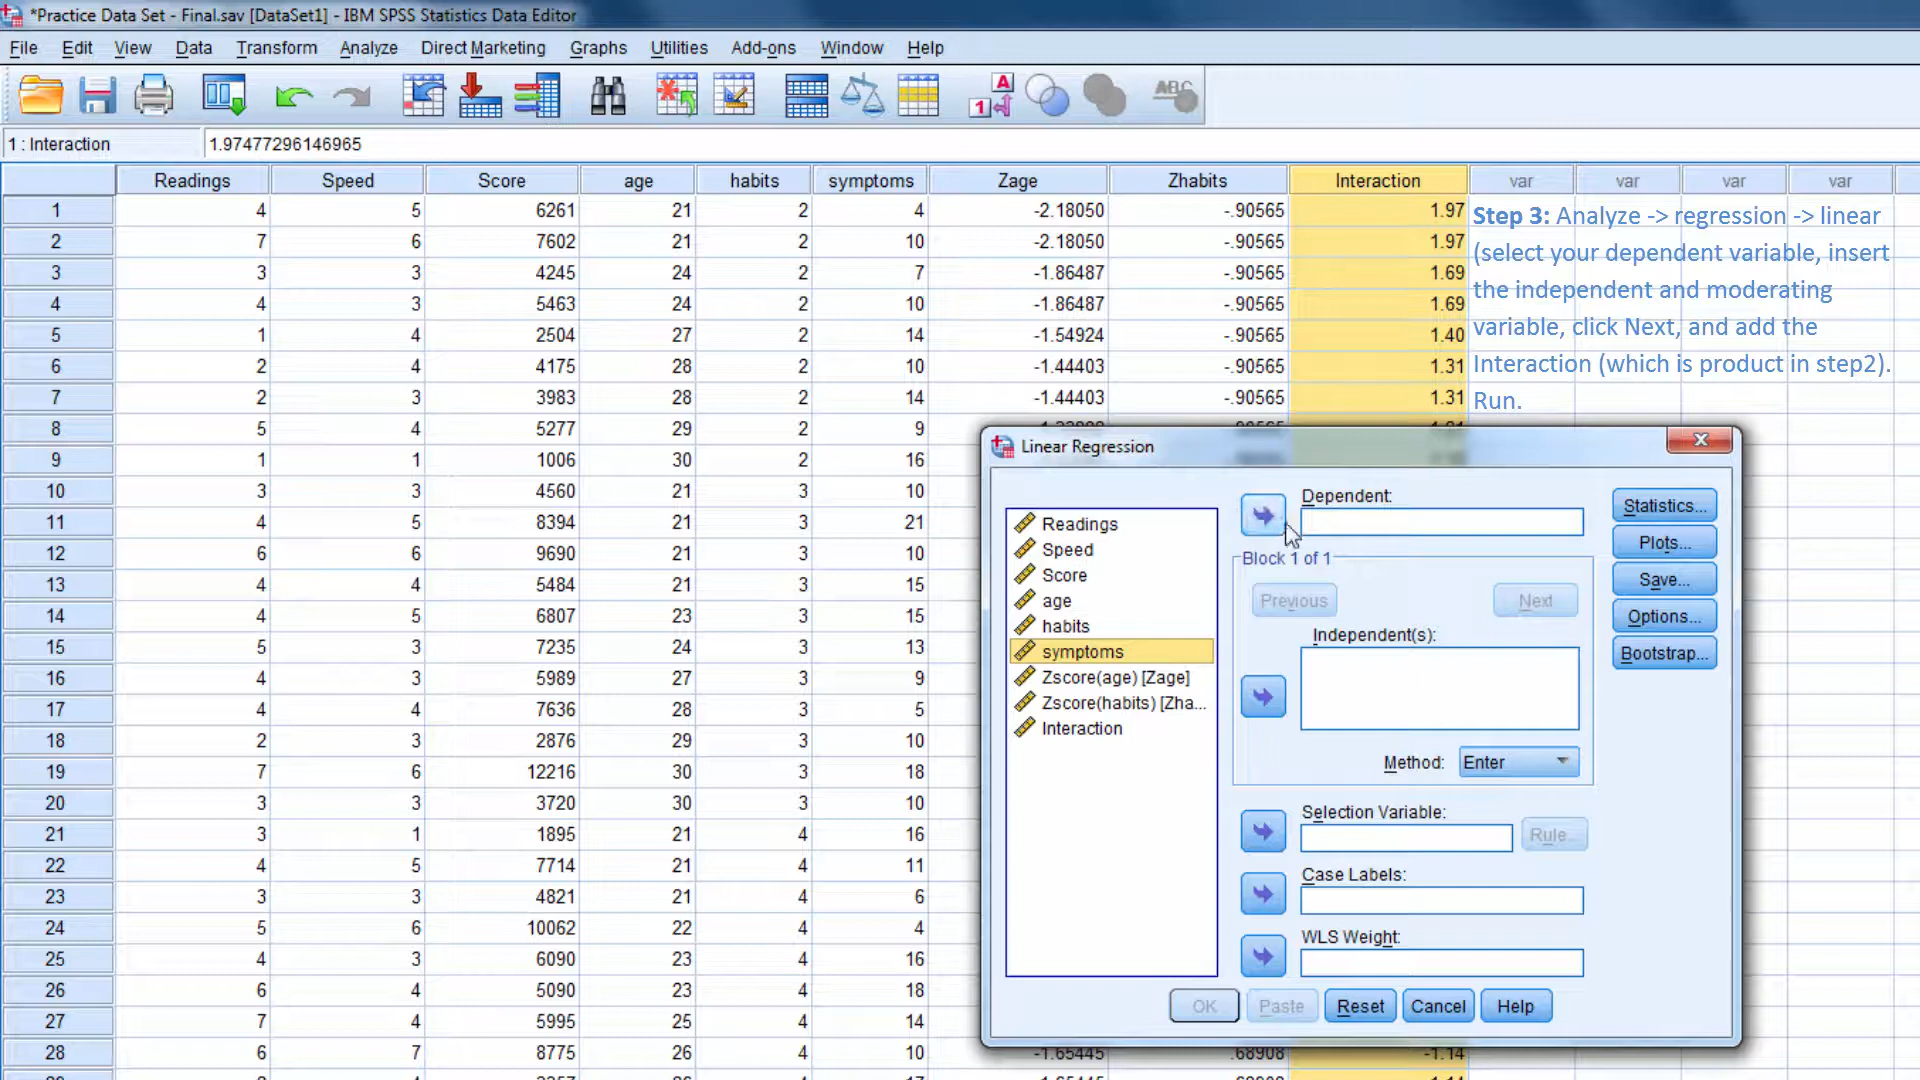 *Practice Data Set - Final.sav [DataSet1] - IBM SPSS Statistics Data Editor
File Edit View Data Transform Analyze Direct Marketing Graphs Utilities Add-ons Window Help
1 A ABC
1 : Interaction 1.97477296146965
Readings Speed Score age habits symptoms Zage Zhabits Interaction var var var var
1 4 5 6261 21 2 4 -2.18050 -.90565 1.97
2 7 6 7602 21 2 10 -2.18050 -.90565 1.97
3 3 3 4245 24 2 7 -1.86487 -.90565 1.69
4 4 3 5463 24 2 10 -1.86487 -.90565 1.69
5 1 4 2504 27 2 14 -1.54924 -.90565 1.40
6 2 4 4175 28 2 10 -1.44403 -.90565 1.31
7 2 3 3983 28 2 14 -1.44403 -.90565 1.31
8 5 4 5277 29 2 9
9 1 1 1006 30 2 16
10 3 3 4560 21 3 10
11 4 5 8394 21 3 21
12 6 6 9690 21 3 10
13 4 4 5484 21 3 15
14 4 5 6807 23 3 15
15 5 3 7235 24 3 13
16 4 3 5989 27 3 9
17 4 4 7636 28 3 5
18 2 3 2876 29 3 10
19 7 6 12216 30 3 18
20 3 3 3720 30 3 10
21 3 1 1895 21 4 16
22 4 5 7714 21 4 11
23 3 3 4821 21 4 6
24 5 6 10062 22 4 4
25 4 3 6090 23 4 16
26 6 4 5090 23 4 18
27 7 4 5995 25 4 14
28 6 7 8775 26 4 10 -1.65445 .68908 -1.14
Step 3: Analyze -> regression -> linear
(select your dependent variable, insert
the independent and moderating
variable, click Next, and add the
Interaction (which is product in step2).
Run.
Linear Regression
Readings
Speed
Score
age
habits
symptoms
Zscore(age) [Zage]
Zscore(habits) [Zha...
Interaction
Dependent:
Block 1 of 1
Previous Next
Independent(s):
Method: Enter
Selection Variable:
Rule...
Case Labels:
WLS Weight:
Statistics...
Plots...
Save...
Options...
Bootstrap...
OK Paste Reset Cancel Help